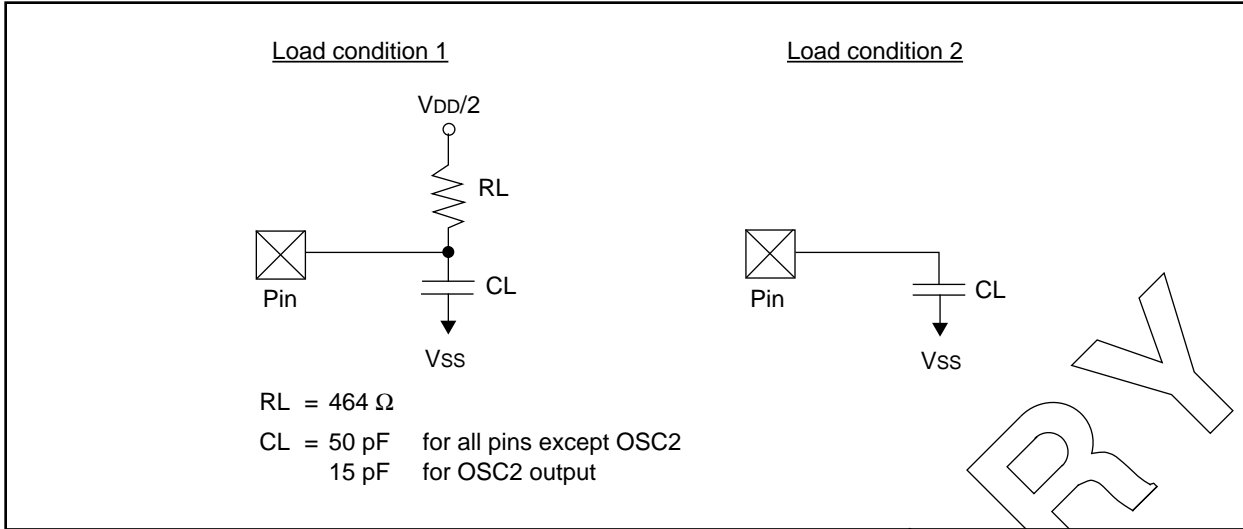 Load condition 1
Load condition 2
VDD/2
RL
CL
Pin
VSS
CL
Pin
VSS
RL = 464 Ω
CL = 50 pF for all pins except OSC2
15 pF for OSC2 output
R Y